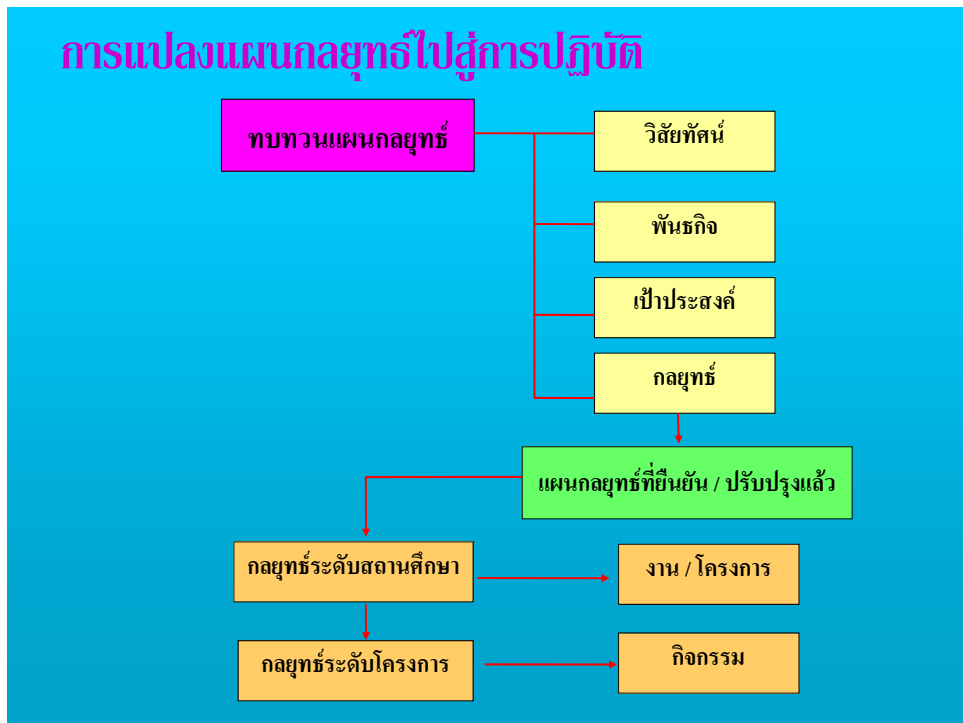 การแปลงแผนกลยุทธ์ไปสู่การปฏิบัติ
ทบทวนแผนกลยุทธ์
วิสัยทัศน์
พันธกิจ
เป้าประสงค์
กลยุทธ์
แผนกลยุทธ์ที่ยืนยัน / ปรับปรุงแล้ว
กลยุทธ์ระดับสถานศึกษา
งาน / โครงการ
กลยุทธ์ระดับโครงการ
กิจกรรม